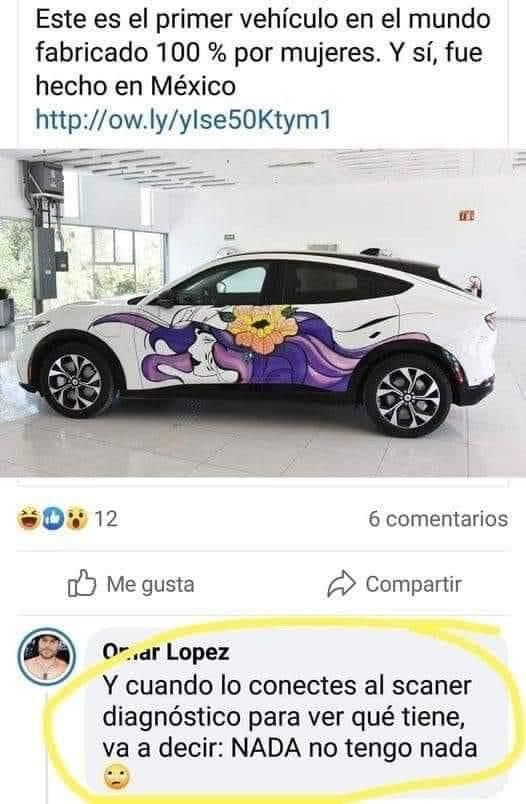 Este es el primer vehículo en el mundo
fabricado 100 % por mujeres. Y sí, fue
hecho en México
http://ow.ly/ylse50Ktym1
12
6 comentarios
Me gusta
Compartir
Omar Lopez
Y cuando lo conectes al scaner
diagnóstico para ver qué tiene,
va a decir: NADA no tengo nada